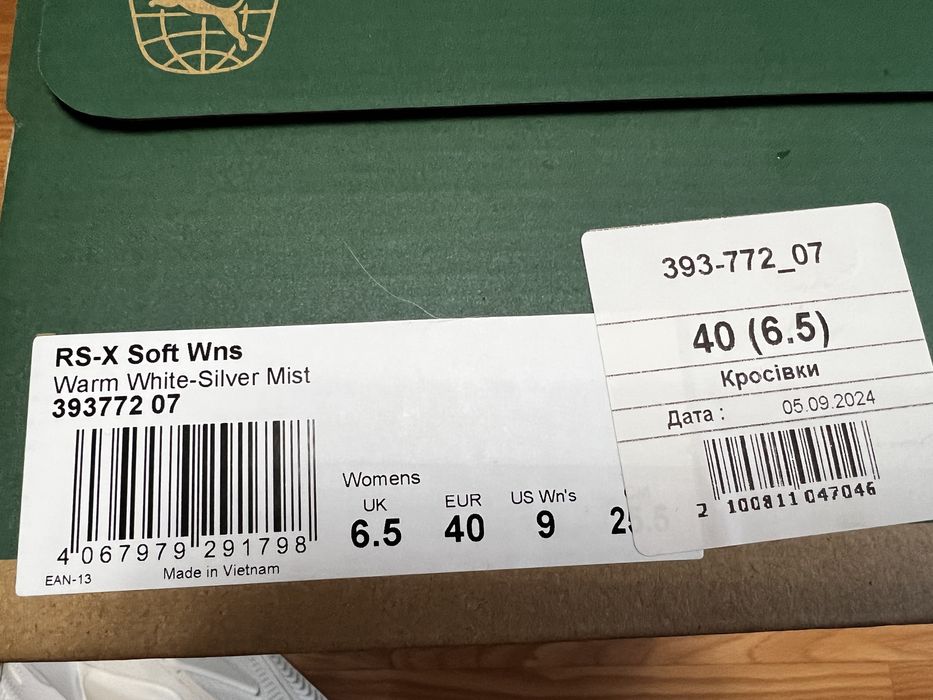 RS-X Soft Wns
Warm White-Silver Mist
393772 07
4 067979 291798
EAN-13
Made in Vietnam
Womens
UK EUR US Wn's
6.5 40 9
393-772_07
40 (6.5)
Кросівки
Дата : 05.09.2024
2 100811 047046